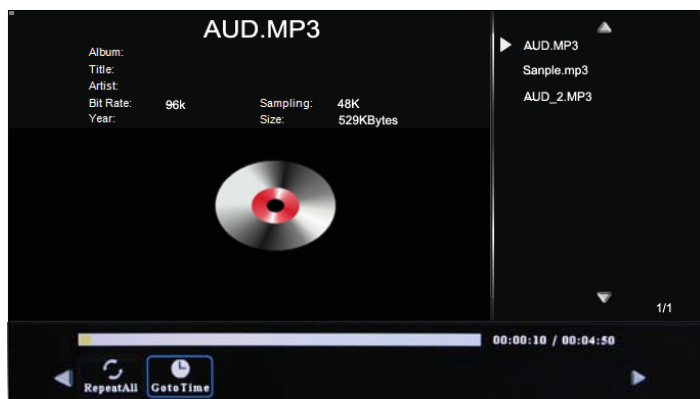 AUD.MP3
Album:
Title:
Artist:
Bit Rate: 96k Sampling: 48K
Year: Size: 529KBytes
AUD.MP3
Sanple.mp3
AUD_2.MP3
1/1
00:00:10 / 00:04:50
RepeatAll GotoTime